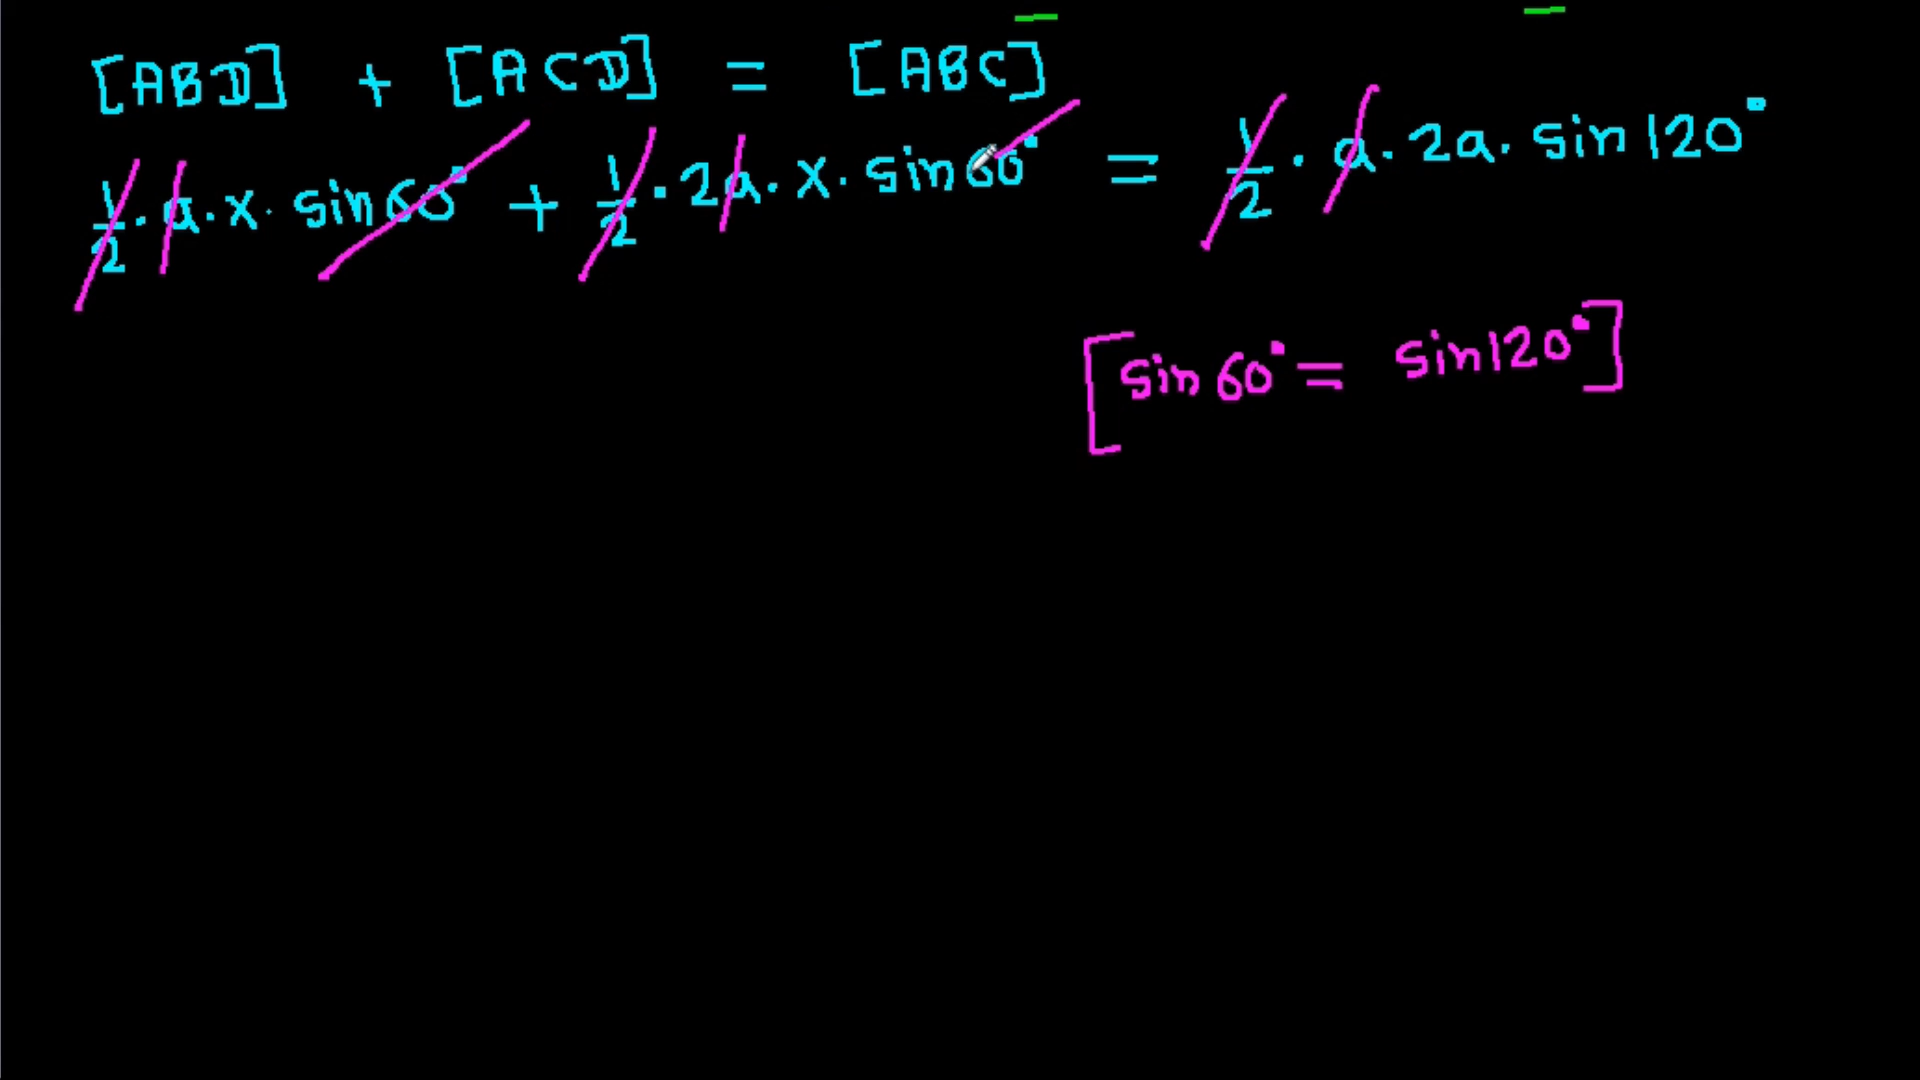 [ABD] + [ACD] = [ABC]
1/2 · a · x · sin 60° + 1/2 · 2a · x · sin 60° = 1/2 · a · 2a · sin 120°
[sin 60° = sin 120°]